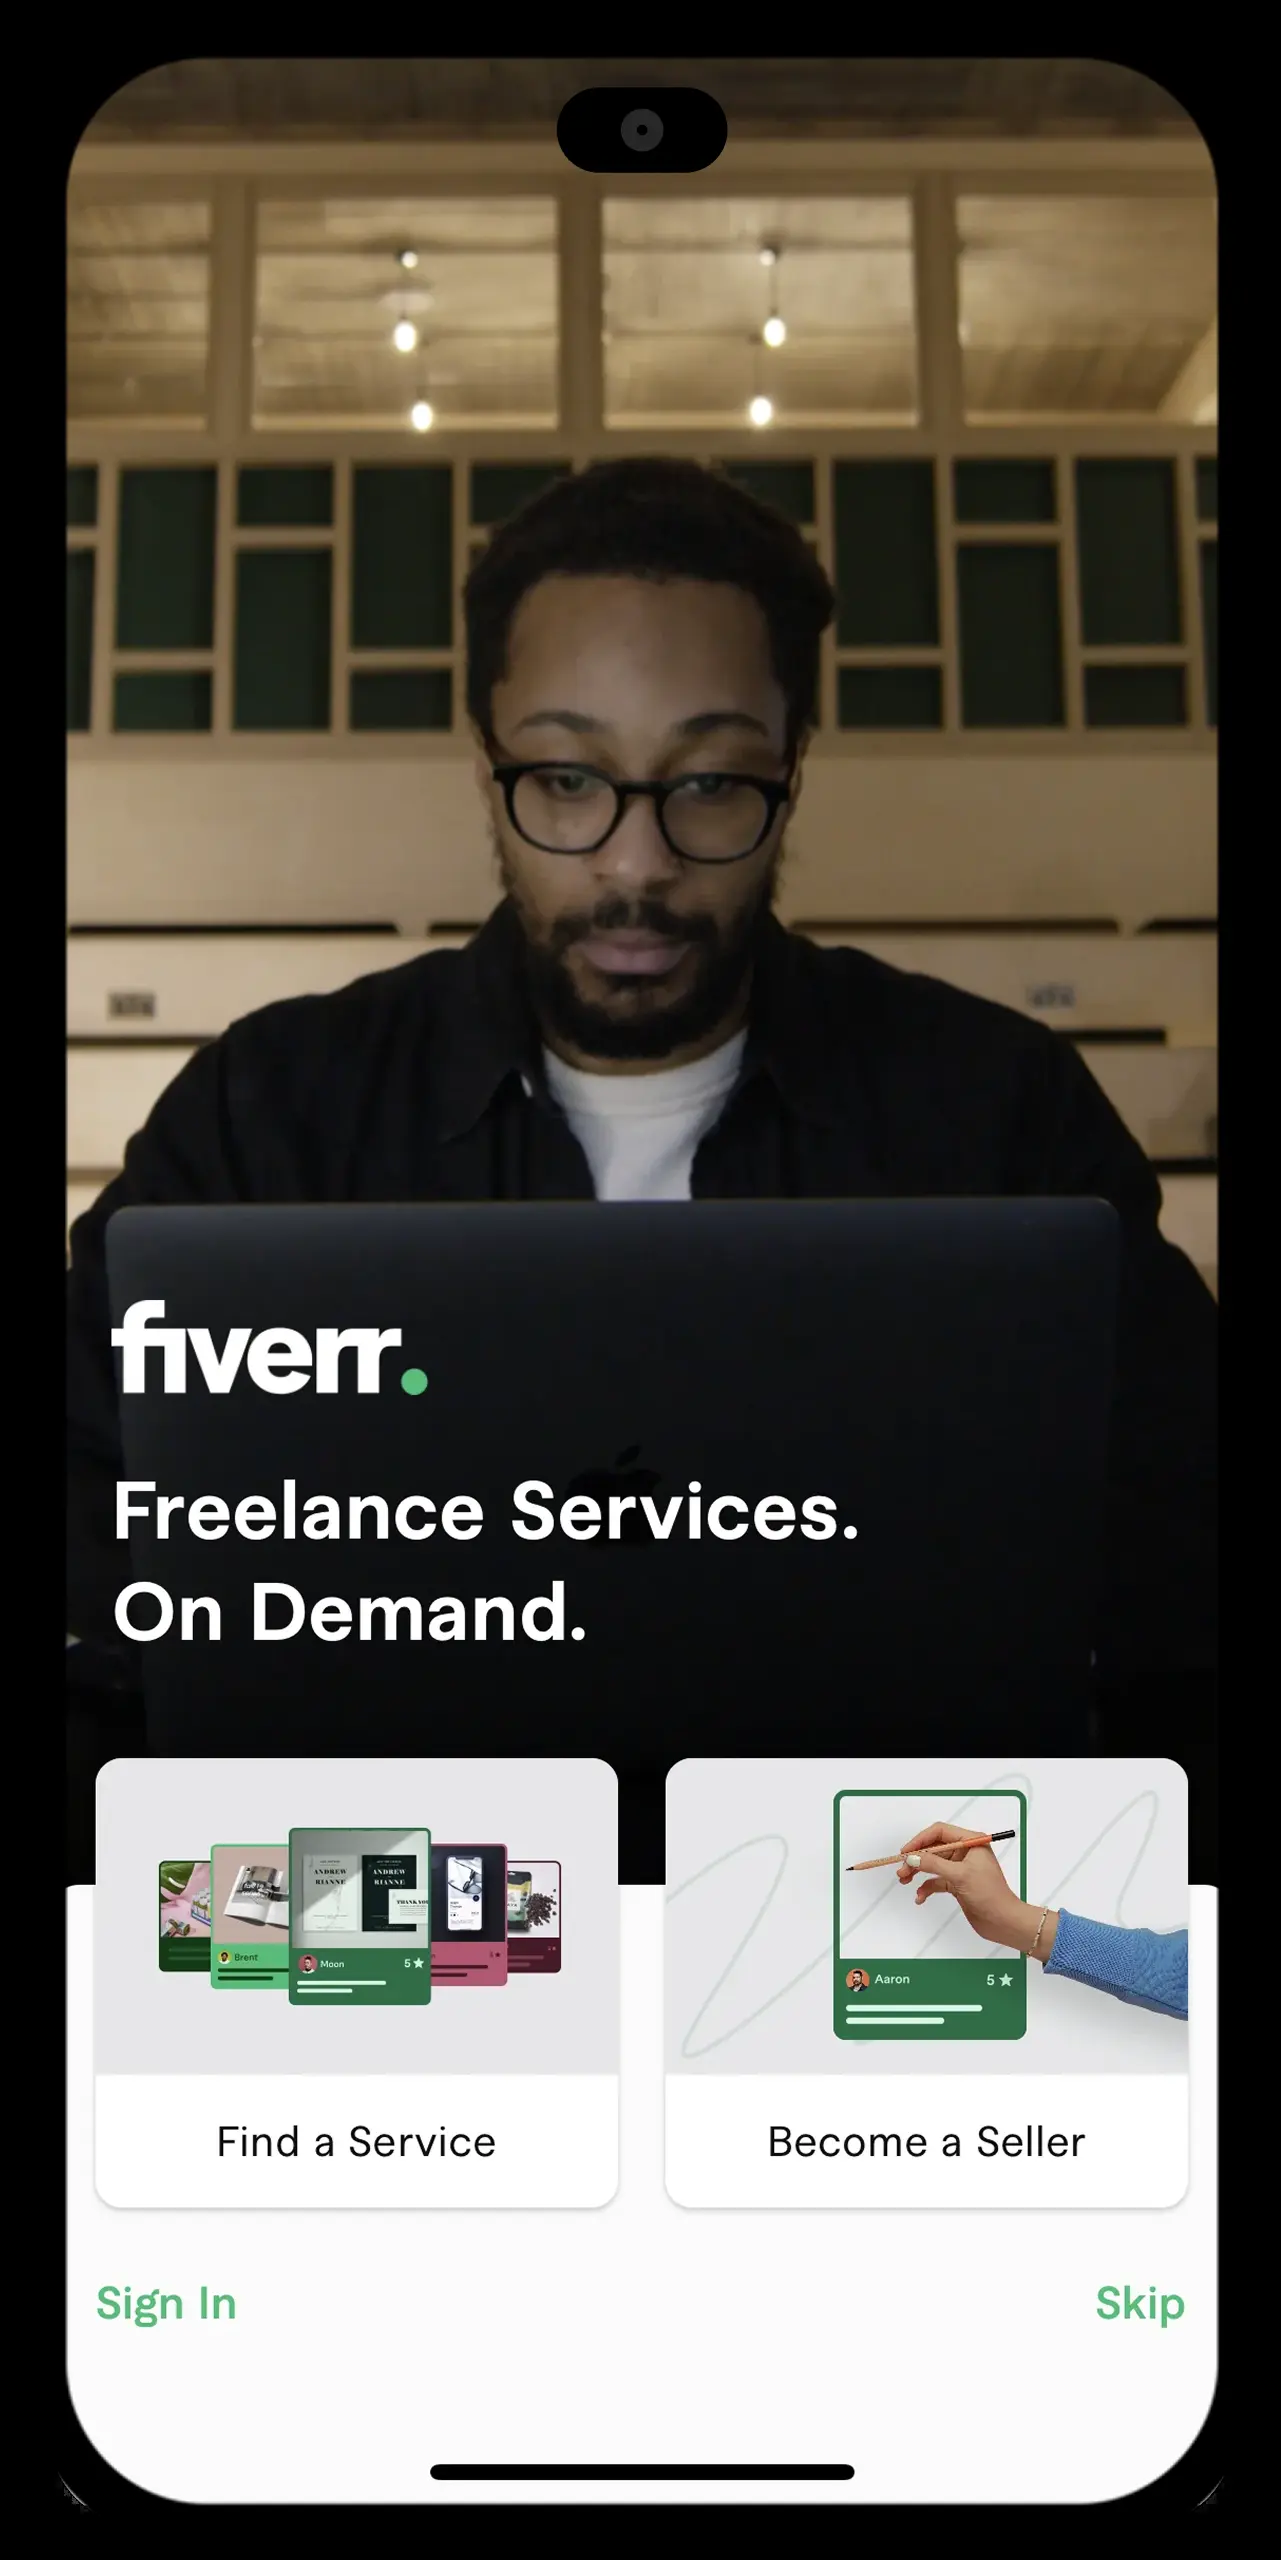 fiverr.
Freelance Services.
On Demand.
ANDREW
RIANNE
ANDREW
RIANNE
THANK YOU
Brent
Moon
5
Aaron
5
Find a Service
Become a Seller
Sign In
Skip